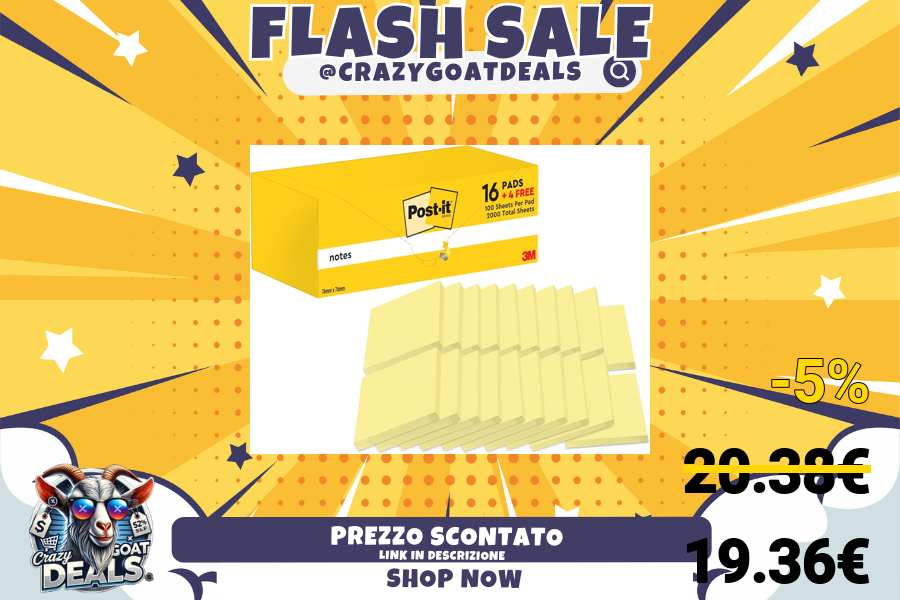 FLASH SALE
@CRAZYGOATDEALS
16 PADS
+ 4 FREE
100 Sheets Per Pad
2000 Total Sheets
Post-it
notes
3M
76mm x 76mm
-5%
20.38€
$
52%
Crazy
GOAT
DEALS
PREZZO SCONTATO
LINK IN DESCRIZIONE
SHOP NOW
19.36€